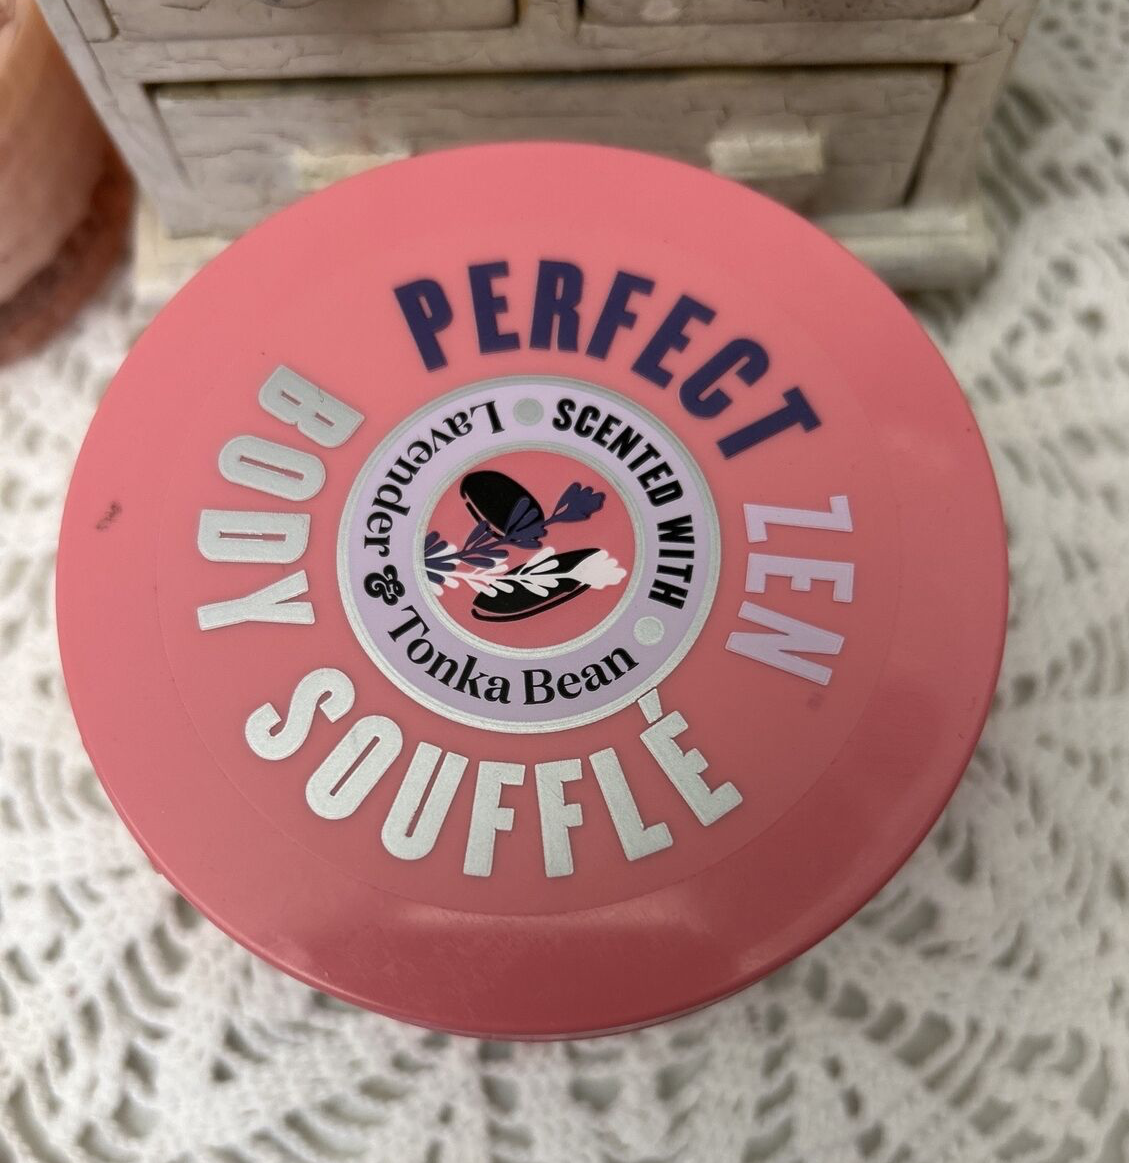 PERFECT ZEN
BODY SOUFFLÉ
SCENTED WITH
Lavender & Tonka Bean